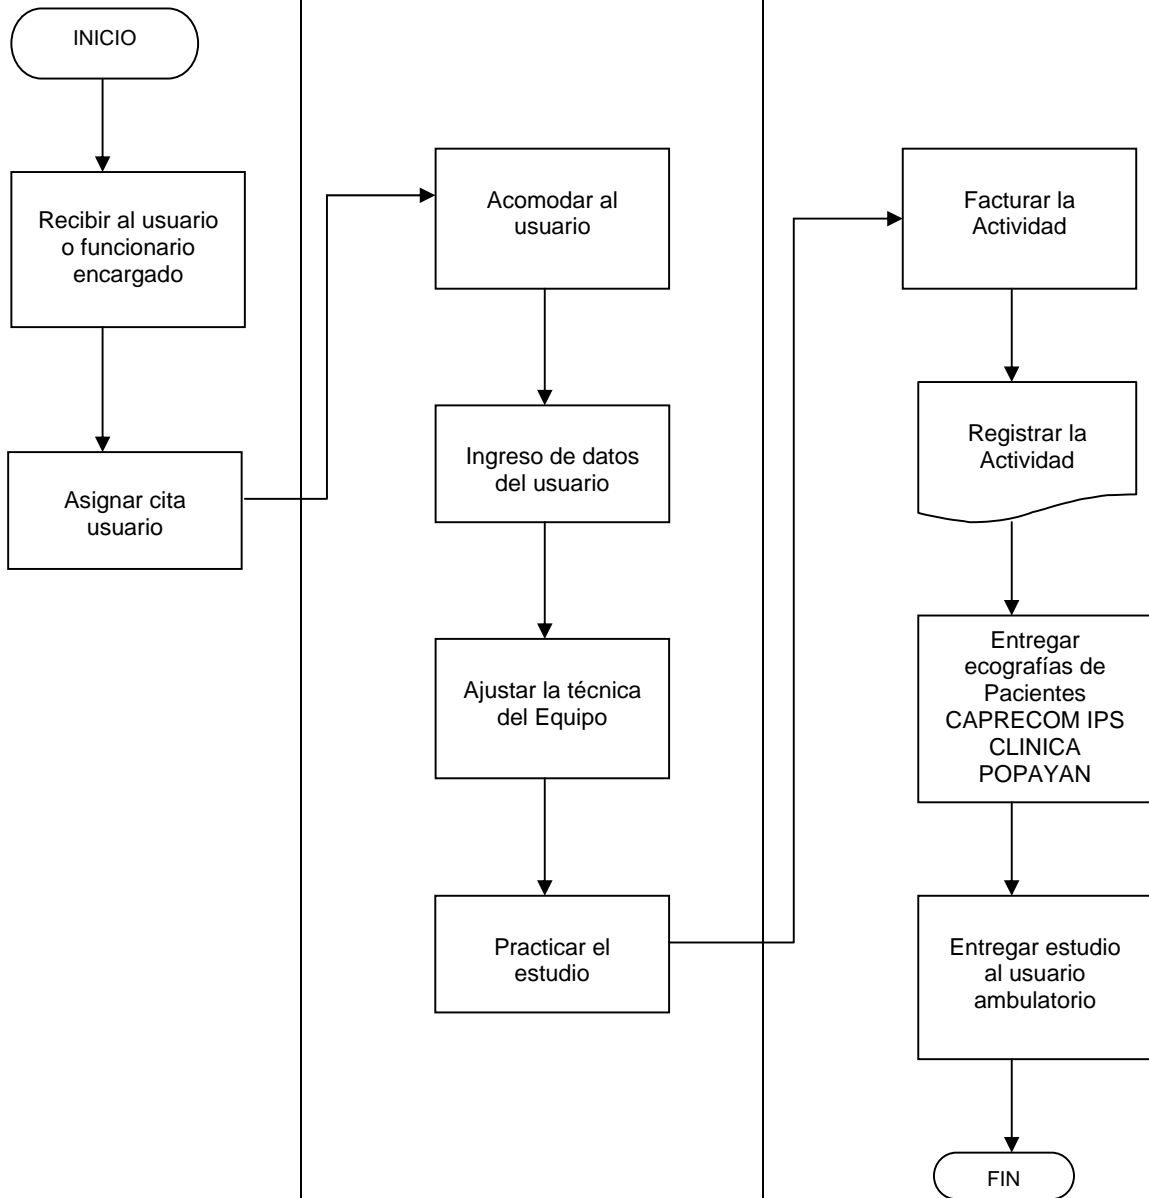 INICIO
Recibir al usuario
o funcionario
encargado
Asignar cita
usuario
Acomodar al
usuario
Ingreso de datos
del usuario
Ajustar la técnica
del Equipo
Practicar el
estudio
Facturar la
Actividad
Registrar la
Actividad
Entregar
ecografías de
Pacientes
CAPRECOM IPS
CLINICA
POPAYAN
Entregar estudio
al usuario
ambulatorio
FIN